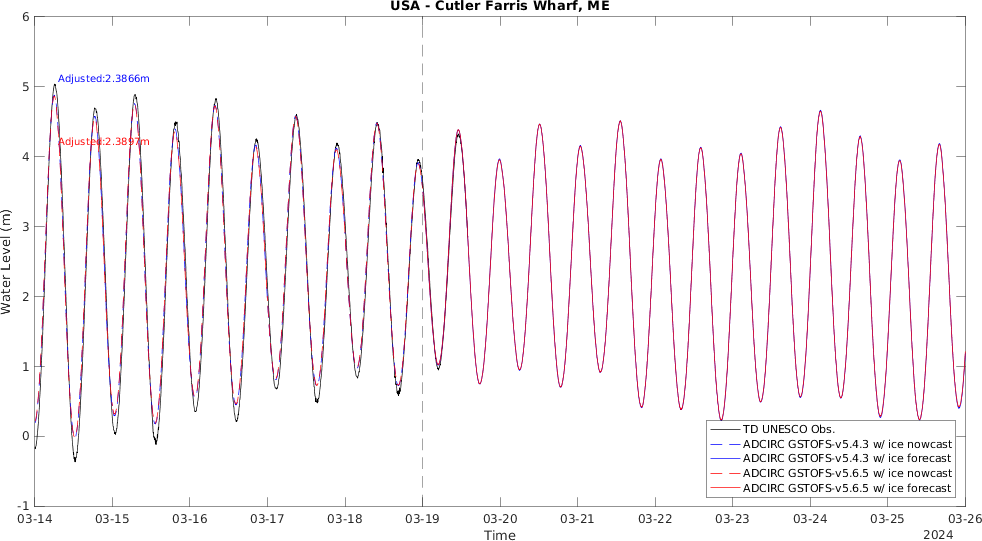 USA - Cutler Farris Wharf, ME
6
5
4
3
2
1
0
-1
Water Level (m)
Adjusted:2.3866m
Adjusted:2.3897m
TD UNESCO Obs.
ADCIRC GSTOFS-v5.4.3 w/ ice nowcast
ADCIRC GSTOFS-v5.4.3 w/ ice forecast
ADCIRC GSTOFS-v5.6.5 w/ ice nowcast
ADCIRC GSTOFS-v5.6.5 w/ ice forecast
03-14 03-15 03-16 03-17 03-18 03-19 03-20 03-21 03-22 03-23 03-24 03-25 03-26
Time
2024